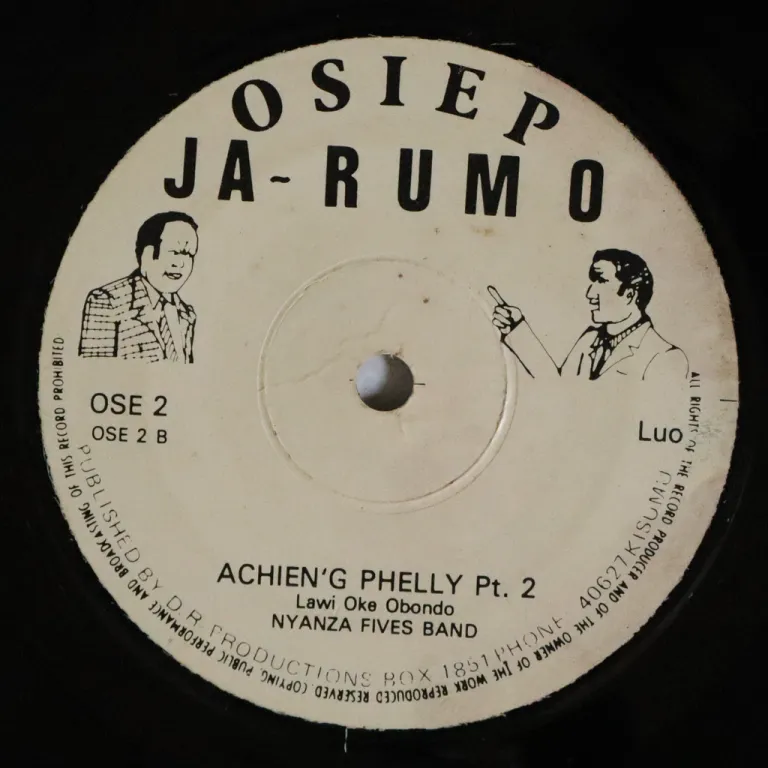 OSIEP
JA-RUMO
OSE 2
OSE 2 B
Luo
ACHIEN'G PHELLY Pt. 2
Lawi Oke Obondo
NYANZA FIVES BAND
PUBLISHED BY D.R. PRODUCTIONS BOX 1851 PHONE 40627 KISUMU
ALL RIGHTS OF THE RECORD PRODUCER AND OF THE OWNER OF THE WORK REPRODUCED RESERVED COPYING, PUBLIC PERFORMANCE AND BROADCASTING OF THIS RECORD PROHIBITED